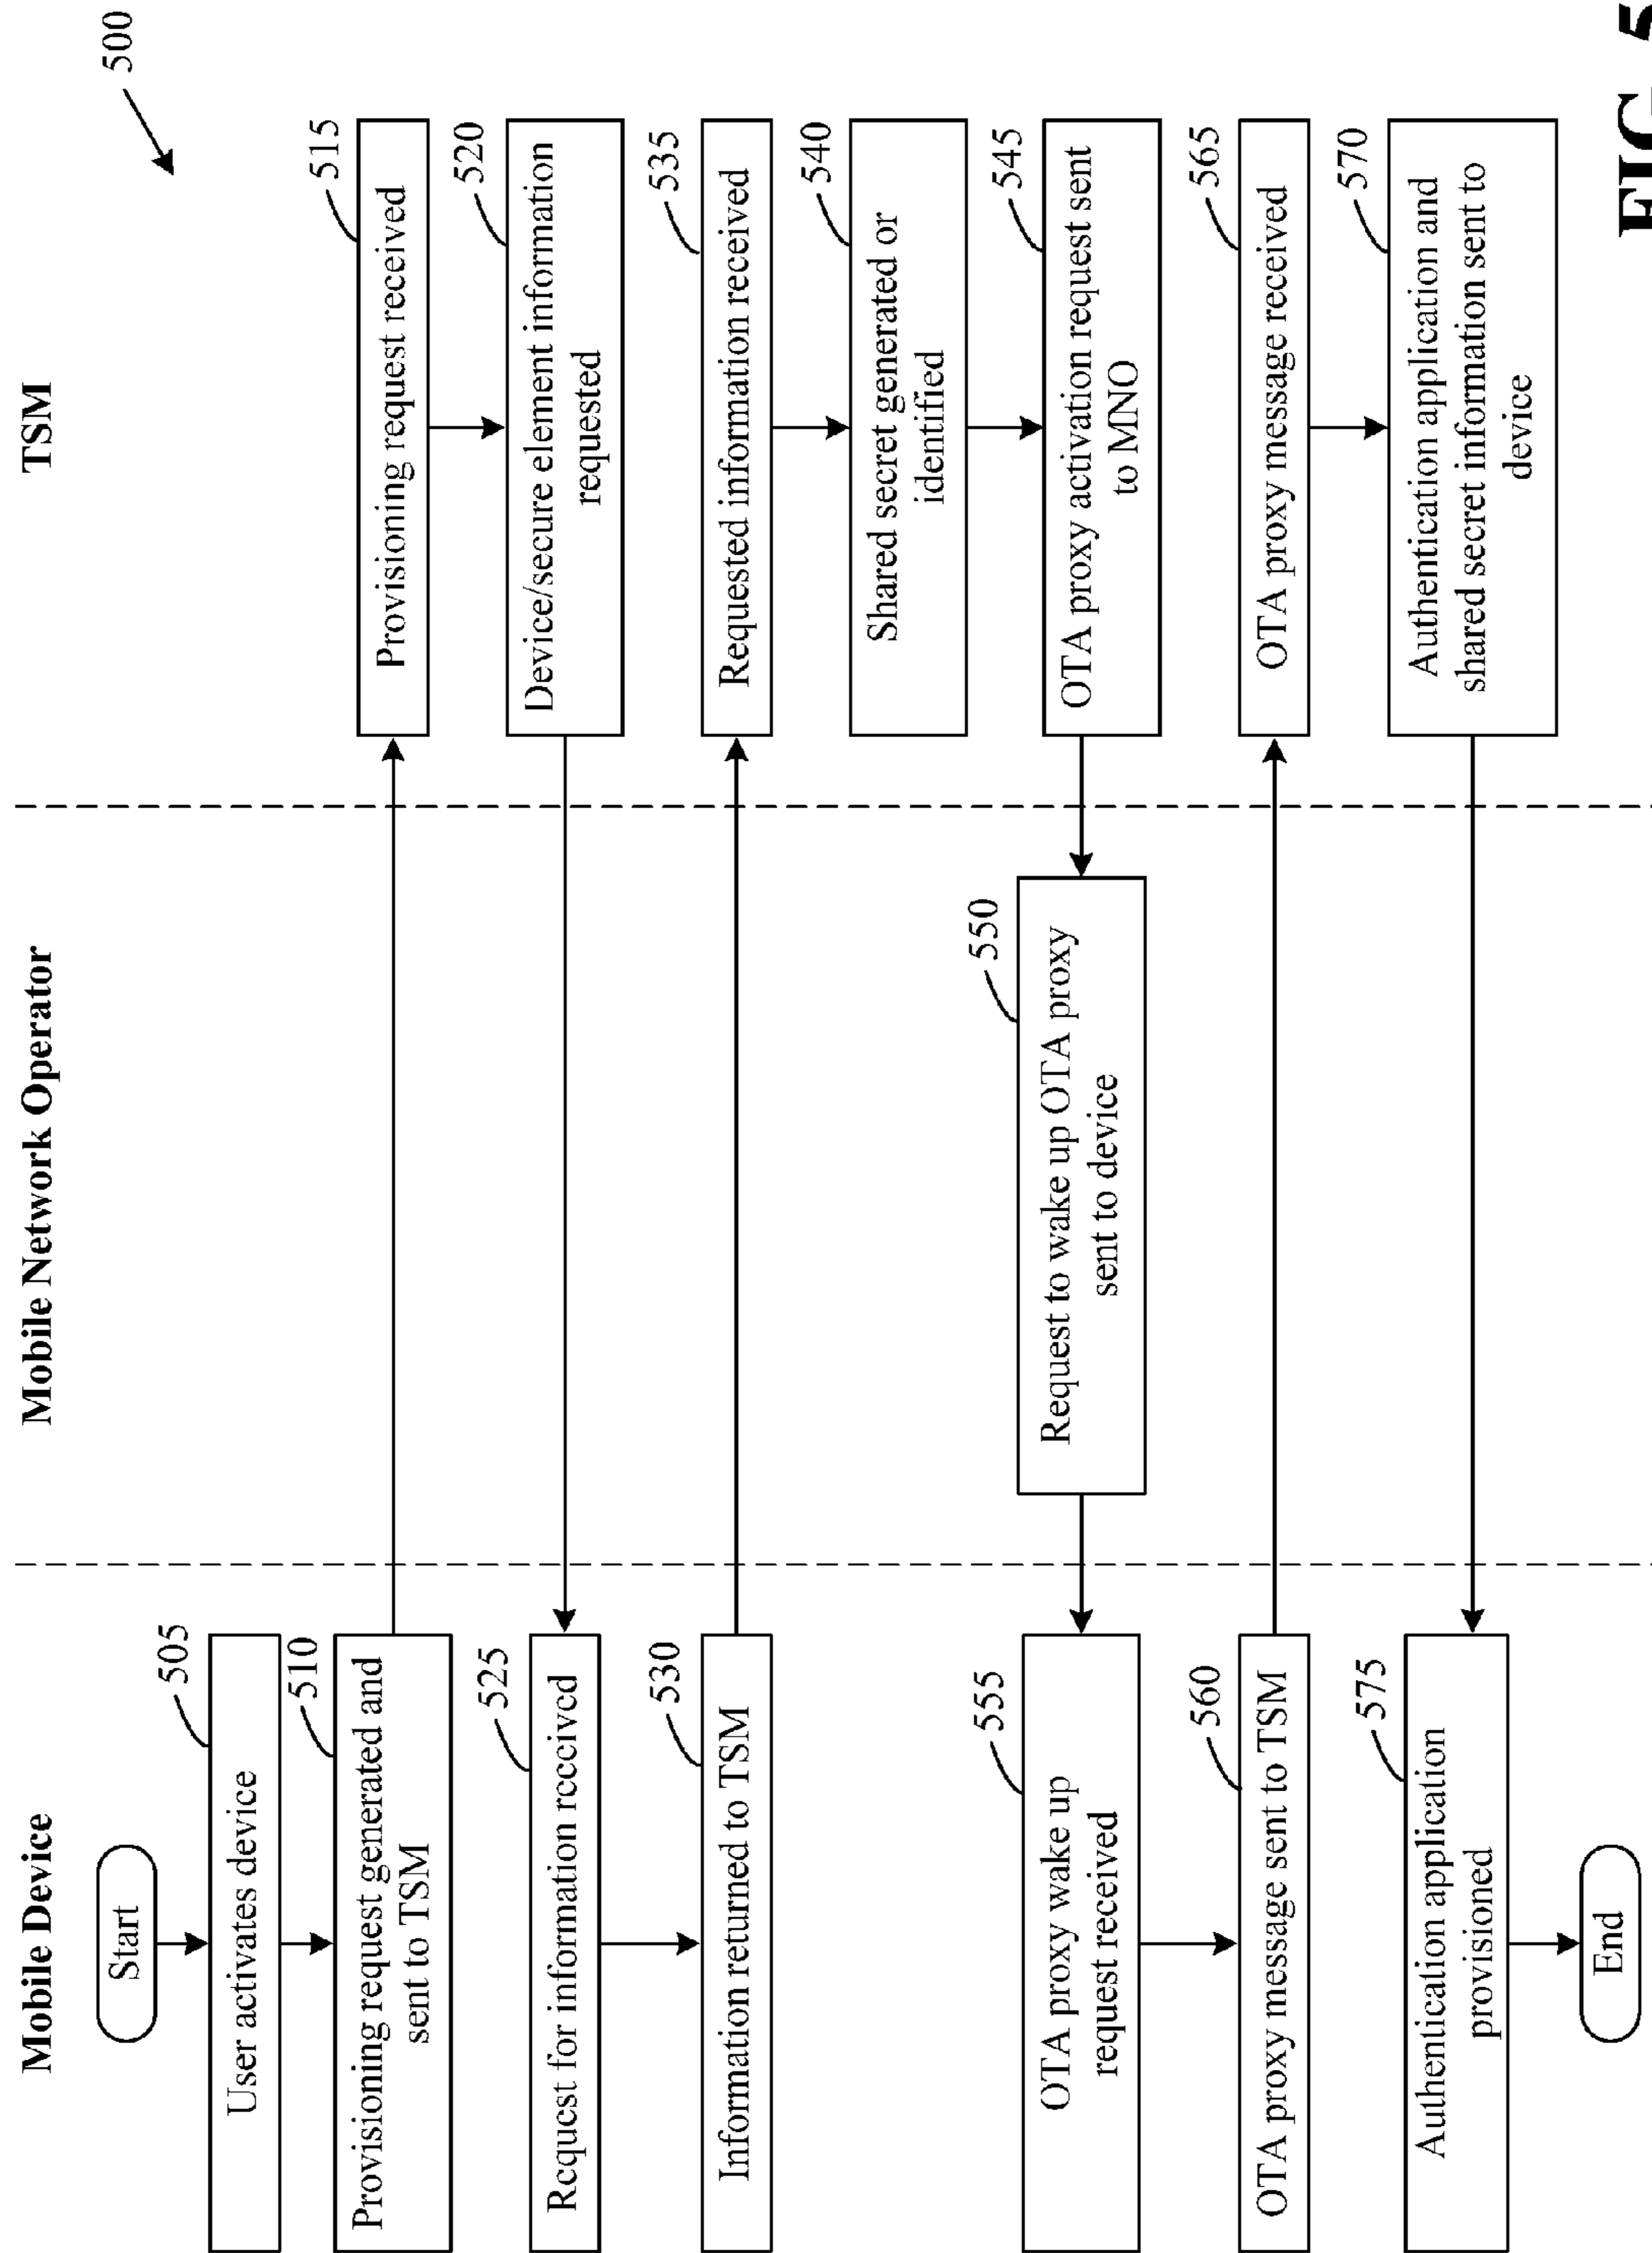 Mobile Device
Mobile Network Operator
TSM
500
Start
505
User activates device
510
Provisioning request generated and
sent to TSM
515
Provisioning request received
520
Device/secure element information
requested
525
Request for information received
530
Information returned to TSM
535
Requested information received
540
Shared secret generated or
identified
545
OTA proxy activation request sent
to MNO
550
Request to wake up OTA proxy
sent to device
555
OTA proxy wake up
request received
560
OTA proxy message sent to TSM
565
OTA proxy message received
570
Authentication application and
shared secret information sent to
device
575
Authentication application
provisioned
End
FIG 5